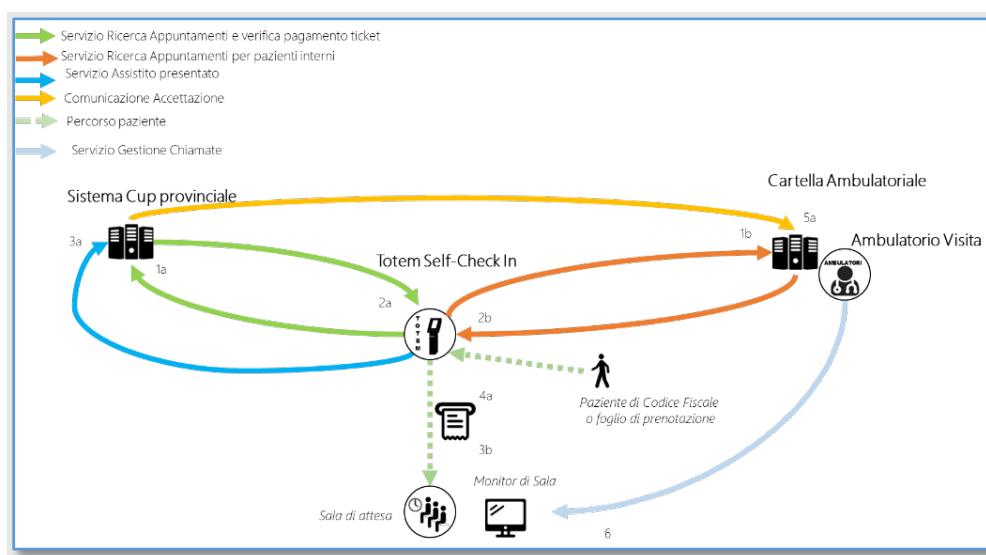 Servizio Ricerca Appuntamenti e verifica pagamento ticket
Servizio Ricerca Appuntamenti per pazienti interni
Servizio Assistito presentato
Comunicazione Accettazione
Percorso paziente
Servizio Gestione Chiamate
Cartella Ambulatoriale
Sistema Cup provinciale
5a
3a
1b
Ambulatorio Visita
Totem Self-Check In
AMBULATORI
1a
2a
2b
TOTEM
4a
Paziente di Codice Fiscale
o foglio di prenotazione
3b
Monitor di Sala
Sala di attesa
6